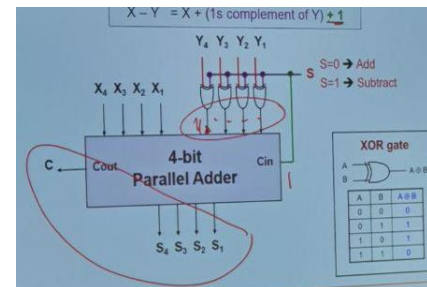 X – Y = X + (1s complement of Y) + 1
Y4 Y3 Y2 Y1
S
S=0 → Add
S=1 → Subtract
X4 X3 X2 X1
C
Cout
4-bit
Parallel Adder
Cin
1
S4 S3 S2 S1
XOR gate
A
B
A⊕B
A B A⊕B
0 0 0
0 1 1
1 0 1
1 1 0